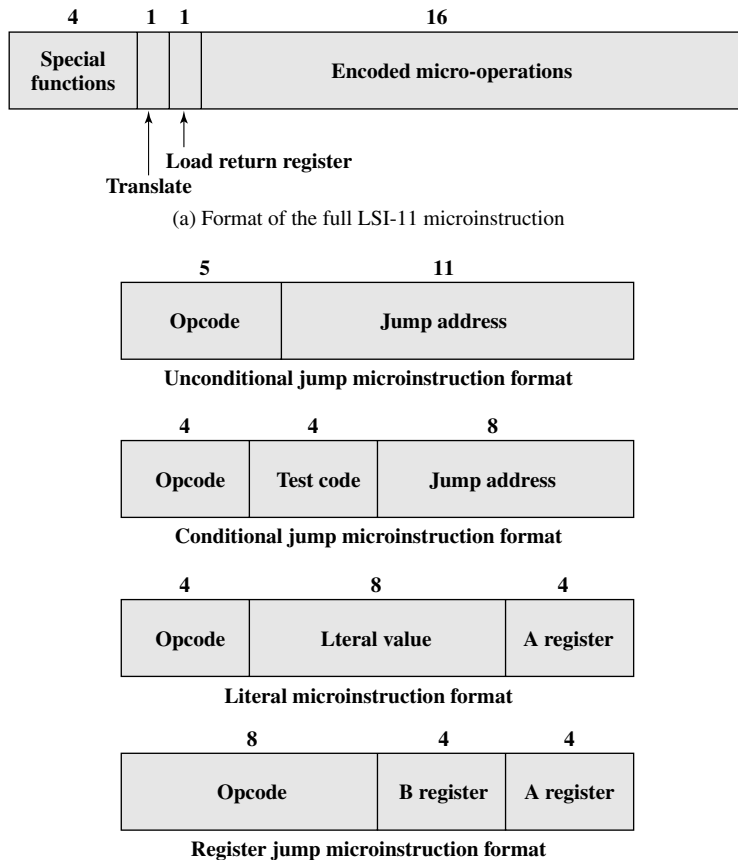 4 1 1 16
Special
functions
Encoded micro-operations
Load return register
Translate
(a) Format of the full LSI-11 microinstruction
5 11
Opcode Jump address
Unconditional jump microinstruction format
4 4 8
Opcode Test code Jump address
Conditional jump microinstruction format
4 8 4
Opcode Lteral value A register
Literal microinstruction format
8 4 4
Opcode B register A register
Register jump microinstruction format